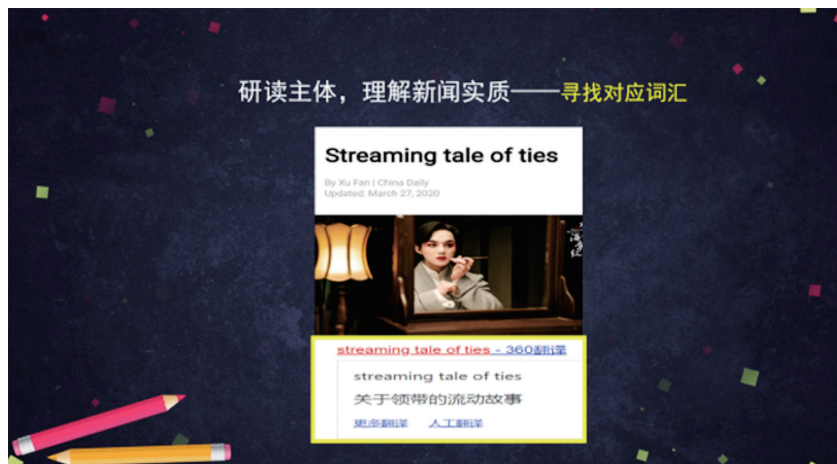 研读主体，理解新闻实质——寻找对应词汇
Streaming tale of ties
By Xu Fan | China Daily
Updated: March 27, 2020
streaming tale of ties - 360翻译
streaming tale of ties
关于领带的流动故事
更多翻译 人工翻译